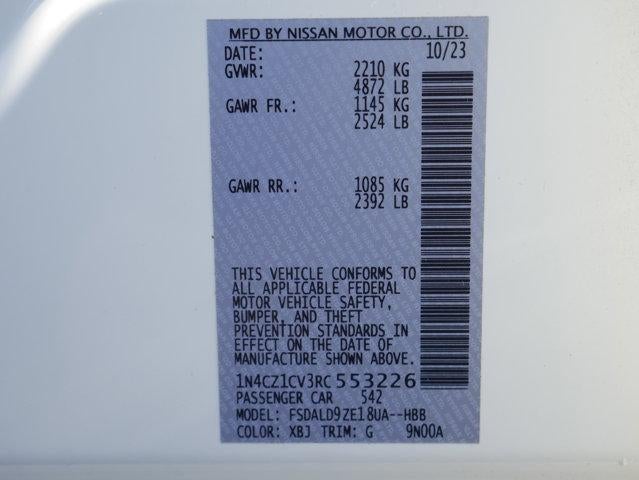 MFD BY NISSAN MOTOR CO., LTD.
DATE: 10/23
GVWR: 2210 KG
4872 LB
GAWR FR.: 1145 KG
2524 LB
GAWR RR.: 1085 KG
2392 LB
THIS VEHICLE CONFORMS TO
ALL APPLICABLE FEDERAL
MOTOR VEHICLE SAFETY,
BUMPER, AND THEFT
PREVENTION STANDARDS IN
EFFECT ON THE DATE OF
MANUFACTURE SHOWN ABOVE.
1N4CZ1CV3RC553226
PASSENGER CAR 542
MODEL: FSDALD9ZE18UA--HBB
COLOR: XBJ TRIM: G 9N00A